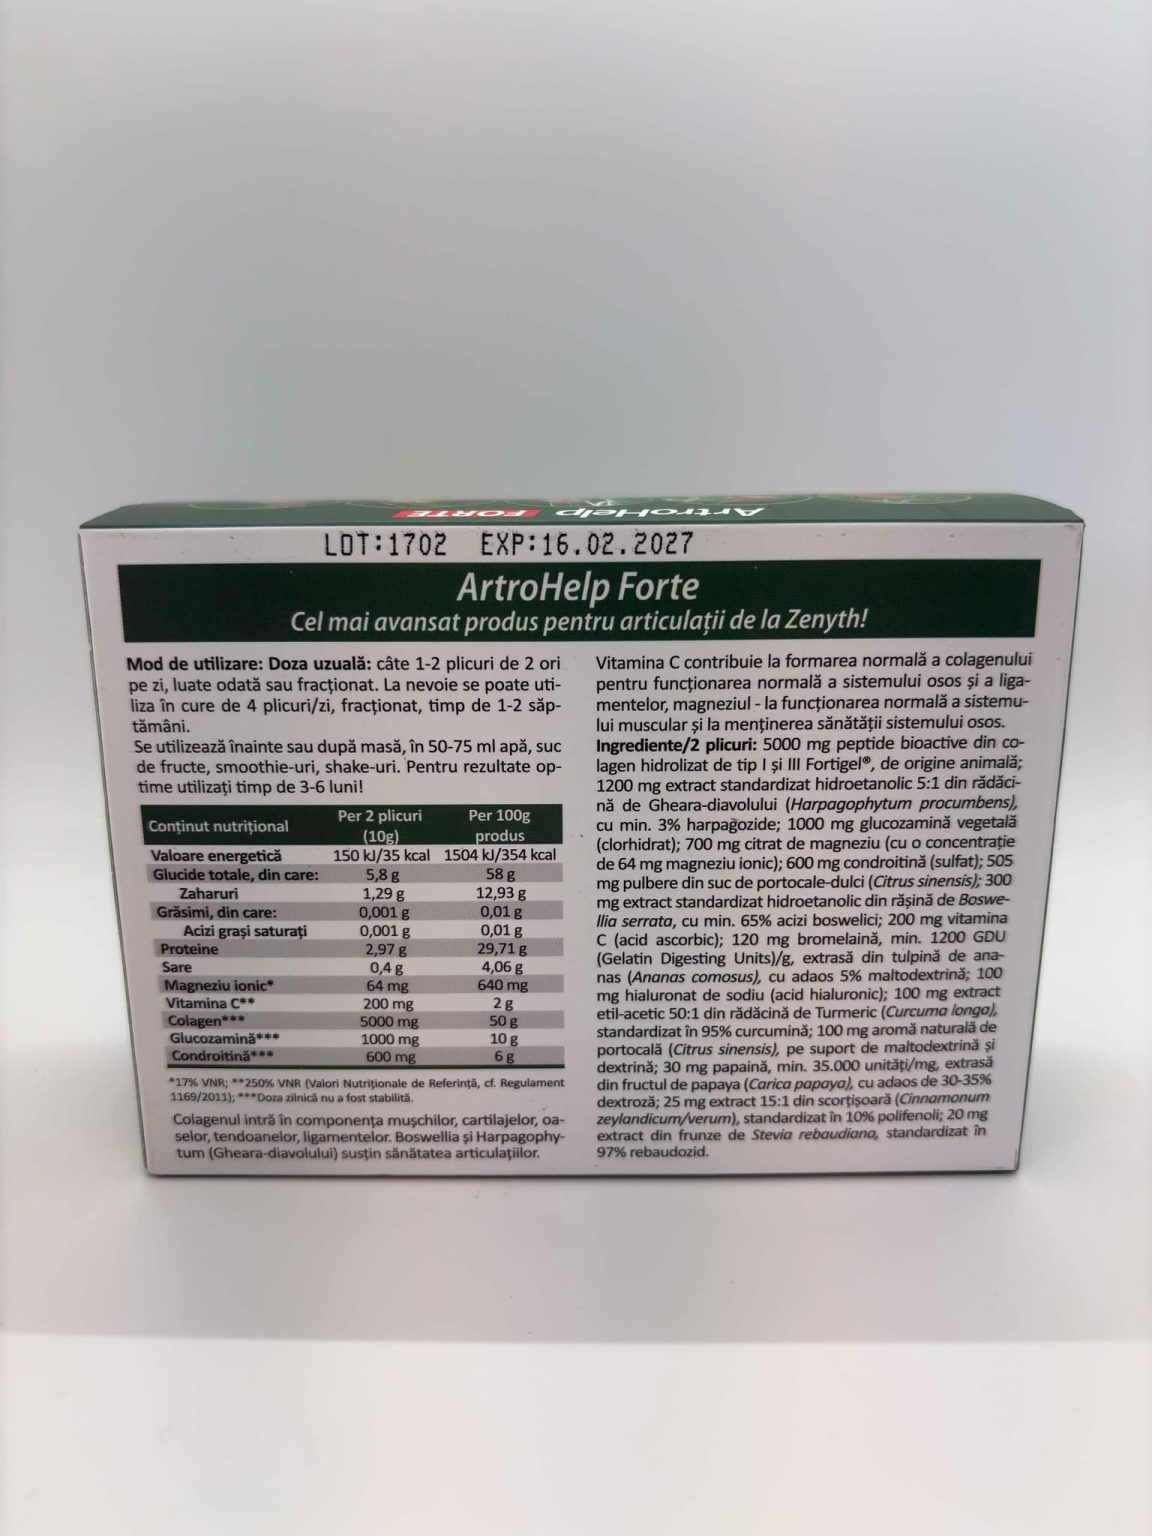 ArtroHelp FORTE
LOT:1702 EXP:16.02.2027
ArtroHelp Forte
Cel mai avansat produs pentru articulații de la Zenyth!
Mod de utilizare: Doza uzuală: câte 1-2 plicuri de 2 ori
pe zi, luate odată sau fracționat. La nevoie se poate uti-
liza în cure de 4 plicuri/zi, fracționat, timp de 1-2 săp-
tămâni.
Se utilizează înainte sau după masă, în 50-75 ml apă, suc
de fructe, smoothie-uri, shake-uri. Pentru rezultate op-
time utilizați timp de 3-6 luni!
Conținut nutrițional Per 2 plicuri (10g) Per 100g produs
Valoare energetică 150 kJ/35 kcal 1504 kJ/354 kcal
Glucide totale, din care: 5,8 g 58 g
Zaharuri 1,29 g 12,93 g
Grăsimi, din care: 0,001 g 0,01 g
Acizi grași saturați 0,001 g 0,01 g
Proteine 2,97 g 29,71 g
Sare 0,4 g 4,06 g
Magneziu ionic* 64 mg 640 mg
Vitamina C** 200 mg 2 g
Colagen*** 5000 mg 50 g
Glucozamină*** 1000 mg 10 g
Condroitină*** 600 mg 6 g
*17% VNR; **250% VNR (Valori Nutriționale de Referință, cf. Regulament
1169/2011); ***Doza zilnică nu a fost stabilită.
Colagenul intră în componența mușchilor, cartilajelor, oa-
selor, tendoanelor, ligamentelor. Boswellia și Harpagophy-
tum (Gheara-diavolului) susțin sănătatea articulațiilor.
Vitamina C contribuie la formarea normală a colagenului
pentru funcționarea normală a sistemului osos și a liga-
mentelor, magneziul - la funcționarea normală a sistemu-
lui muscular și la menținerea sănătății sistemului osos.
Ingrediente/2 plicuri: 5000 mg peptide bioactive din co-
lagen hidrolizat de tip I și III Fortigel®, de origine animală;
1200 mg extract standardizat hidroetanolic 5:1 din rădăci-
nă de Gheara-diavolului (Harpagophytum procumbens),
cu min. 3% harpagozide; 1000 mg glucozamină vegetală
(clorhidrat); 700 mg citrat de magneziu (cu o concentrație
de 64 mg magneziu ionic); 600 mg condroitină (sulfat); 505
mg pulbere din suc de portocale-dulci (Citrus sinensis); 300
mg extract standardizat hidroetanolic din rășină de Boswe-
llia serrata, cu min. 65% acizi boswelici; 200 mg vitamina
C (acid ascorbic); 120 mg bromelaină, min. 1200 GDU
(Gelatin Digesting Units)/g, extrasă din tulpină de ana-
nas (Ananas comosus), cu adaos 5% maltodextrină; 100
mg hialuronat de sodiu (acid hialuronic); 100 mg extract
etil-acetic 50:1 din rădăcină de Turmeric (Curcuma longa),
standardizat în 95% curcumină; 100 mg aromă naturală de
portocală (Citrus sinensis), pe suport de maltodextrină și
dextrină; 30 mg papaină, min. 35.000 unități/mg, extrasă
din fructul de papaya (Carica papaya), cu adaos de 30-35%
dextroză; 25 mg extract 15:1 din scorțișoară (Cinnamonum
zeylandicum/verum), standardizat în 10% polifenoli; 20 mg
extract din frunze de Stevia rebaudiana, standardizat în
97% rebaudozid.